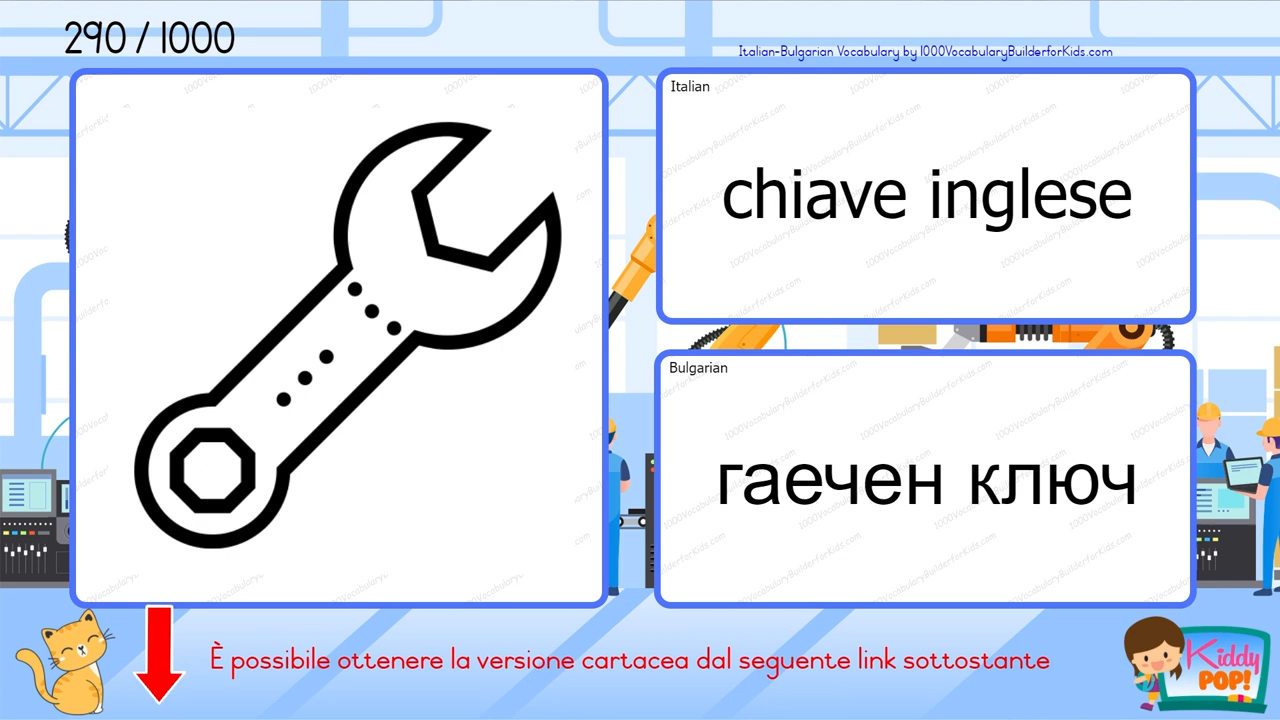 290 / 1000
Italian-Bulgarian Vocabulary by 1000VocabularyBuilderforKids.com
Italian
chiave inglese
Bulgarian
гаечен ключ
È possibile ottenere la versione cartacea dal seguente link sottostante
Kiddy
POP!